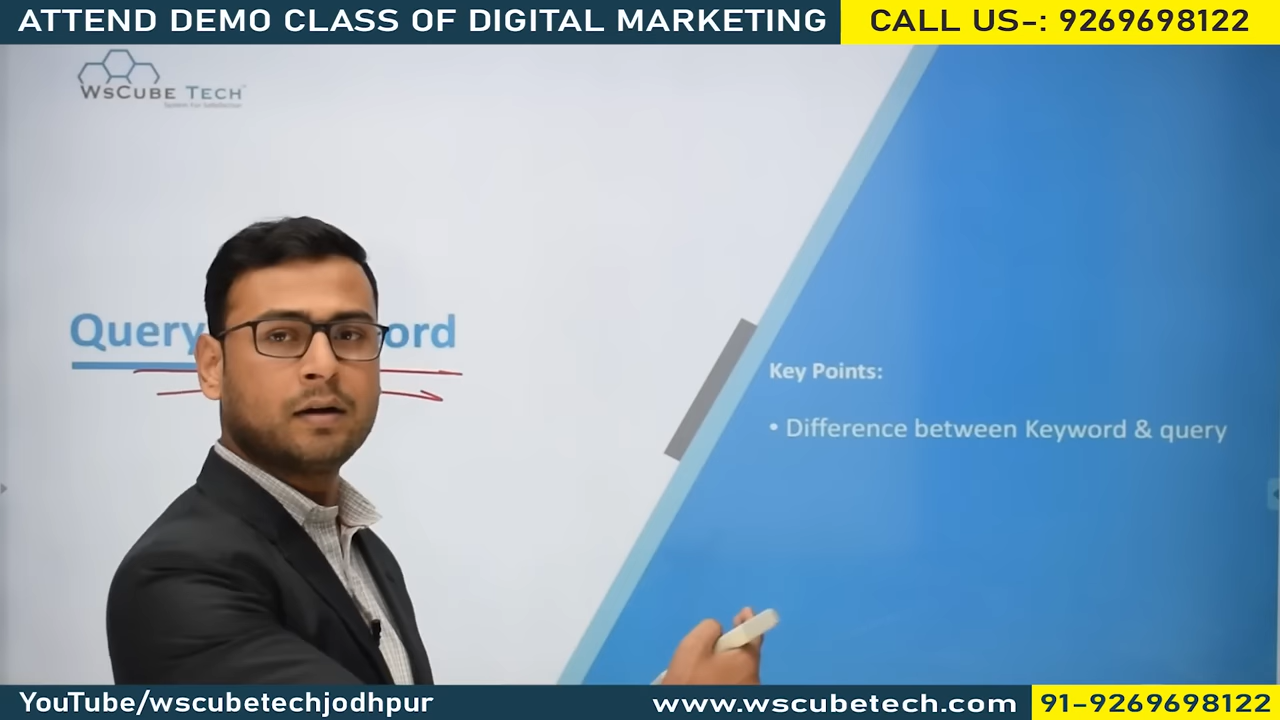 ATTEND DEMO CLASS OF DIGITAL MARKETING
CALL US-: 9269698122
WsCUBE TECH
Query ord
Key Points:
• Difference between Keyword & query
YouTube/wscubetechjodhpur
www.wscubetech.com
91-9269698122